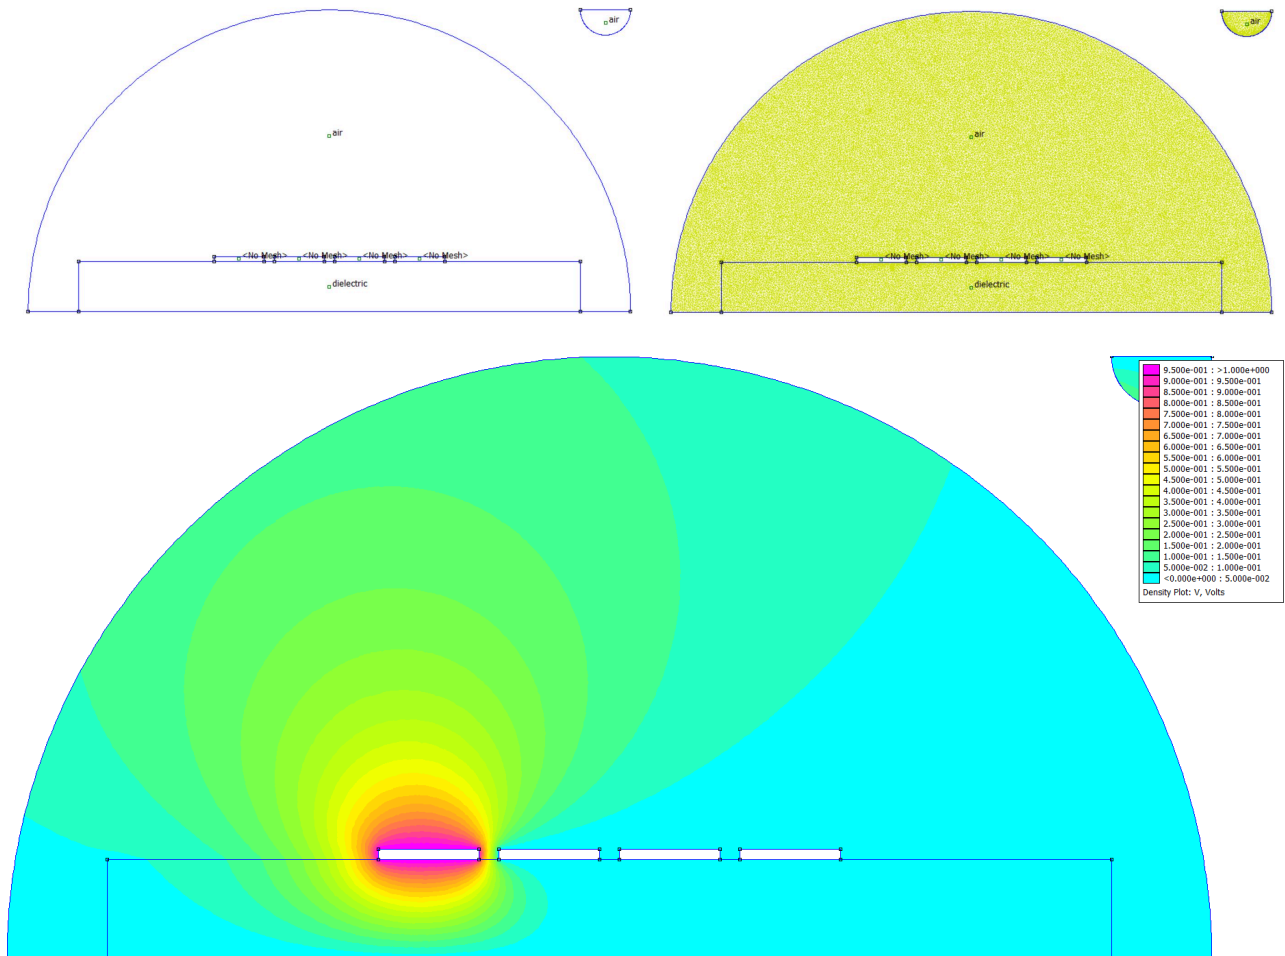 air
air
<No Mesh> <No Mesh> <No Mesh> <No Mesh>
dielectric
air
air
<No Mesh> <No Mesh> <No Mesh> <No Mesh>
dielectric
9.500e-001 : >1.000e+000
9.000e-001 : 9.500e-001
8.500e-001 : 9.000e-001
8.000e-001 : 8.500e-001
7.500e-001 : 8.000e-001
7.000e-001 : 7.500e-001
6.500e-001 : 7.000e-001
6.000e-001 : 6.500e-001
5.500e-001 : 6.000e-001
5.000e-001 : 5.500e-001
4.500e-001 : 5.000e-001
4.000e-001 : 4.500e-001
3.500e-001 : 4.000e-001
3.000e-001 : 3.500e-001
2.500e-001 : 3.000e-001
2.000e-001 : 2.500e-001
1.500e-001 : 2.000e-001
1.000e-001 : 1.500e-001
5.000e-002 : 1.000e-001
<0.000e+000 : 5.000e-002
Density Plot: V, Volts